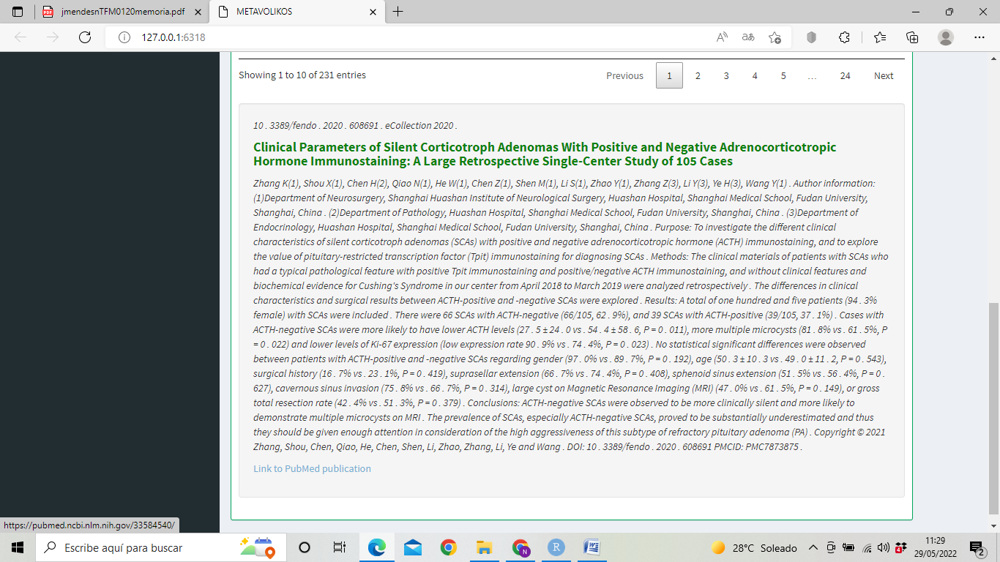 jmendesnTFM0120memoria.pdf
METAVOLIKOS
127.0.0.1:6318
Showing 1 to 10 of 231 entries
Previous 1 2 3 4 5 … 24 Next
10 . 3389/fendo . 2020 . 608691 . eCollection 2020 .
Clinical Parameters of Silent Corticotroph Adenomas With Positive and Negative Adrenocorticotropic
Hormone Immunostaining: A Large Retrospective Single-Center Study of 105 Cases
Zhang K(1), Shou X(1), Chen H(2), Qiao N(1), He W(1), Chen Z(1), Shen M(1), Li S(1), Zhao Y(1), Zhang Z(3), Li Y(3), Ye H(3), Wang Y(1) . Author information:
(1)Department of Neurosurgery, Shanghai Huashan Institute of Neurological Surgery, Huashan Hospital, Shanghai Medical School, Fudan University,
Shanghai, China . (2)Department of Pathology, Huashan Hospital, Shanghai Medical School, Fudan University, Shanghai, China . (3)Department of
Endocrinology, Huashan Hospital, Shanghai Medical School, Fudan University, Shanghai, China . Purpose: To investigate the different clinical
characteristics of silent corticotroph adenomas (SCAs) with positive and negative adrenocorticotropic hormone (ACTH) immunostaining, and to explore
the value of pituitary-restricted transcription factor (Tpit) immunostaining for diagnosing SCAs . Methods: The clinical materials of patients with SCAs who
had a typical pathological feature with positive Tpit immunostaining and positive/negative ACTH immunostaining, and without clinical features and
biochemical evidence for Cushing's Syndrome in our center from April 2018 to March 2019 were analyzed retrospectively . The differences in clinical
characteristics and surgical results between ACTH-positive and -negative SCAs were explored . Results: A total of one hundred and five patients (94 . 3%
female) with SCAs were included . There were 66 SCAs with ACTH-negative (66/105, 62 . 9%), and 39 SCAs with ACTH-positive (39/105, 37 . 1%) . Cases with
ACTH-negative SCAs were more likely to have lower ACTH levels (27 . 5 ± 24 . 0 vs . 54 . 4 ± 58 . 6, P = 0 . 011), more multiple microcysts (81 . 8% vs . 61 . 5%, P
= 0 . 022) and lower levels of Ki-67 expression (low expression rate 90 . 9% vs . 74 . 4%, P = 0 . 023) . No statistical significant differences were observed
between patients with ACTH-positive and -negative SCAs regarding gender (97 . 0% vs . 89 . 7%, P = 0 . 192), age (50 . 3 ± 10 . 3 vs . 49 . 0 ± 11 . 2, P = 0 . 543),
surgical history (16 . 7% vs . 23 . 1%, P = 0 . 419), suprasellar extension (66 . 7% vs . 74 . 4%, P = 0 . 408), sphenoid sinus extension (51 . 5% vs . 56 . 4%, P = 0 .
627), cavernous sinus invasion (75 . 8% vs . 66 . 7%, P = 0 . 314), large cyst on Magnetic Resonance Imaging (MRI) (47 . 0% vs . 61 . 5%, P = 0 . 149), or gross
total resection rate (42 . 4% vs . 51 . 3%, P = 0 . 379) . Conclusions: ACTH-negative SCAs were observed to be more clinically silent and more likely to
demonstrate multiple microcysts on MRI . The prevalence of SCAs, especially ACTH-negative SCAs, proved to be substantially underestimated and thus
they should be given enough attention in consideration of the high aggressiveness of this subtype of refractory pituitary adenoma (PA) . Copyright © 2021
Zhang, Shou, Chen, Qiao, He, Chen, Shen, Li, Zhao, Zhang, Li, Ye and Wang . DOI: 10 . 3389/fendo . 2020 . 608691 PMCID: PMC7873875 .
Link to PubMed publication
https://pubmed.ncbi.nlm.nih.gov/33584540/
Escribe aquí para buscar
28°C Soleado
11:29
29/05/2022